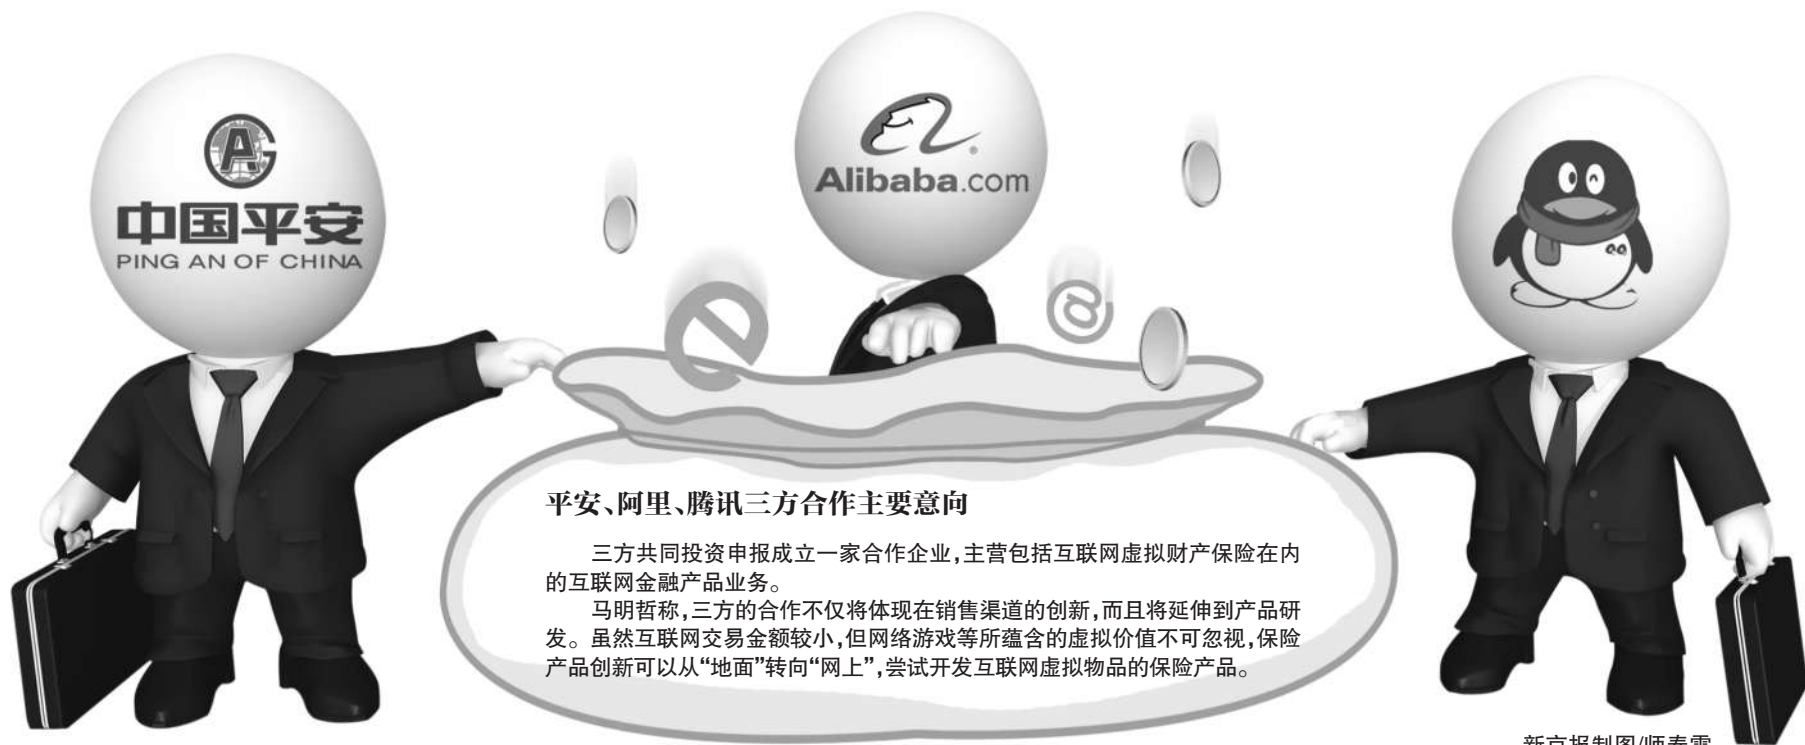 中国平安
PING AN OF CHINA
Alibaba.com
平安、阿里、腾讯三方合作主要意向
三方共同投资申报成立一家合作企业,主营包括互联网虚拟财产保险在内
的互联网金融产品业务。
马明哲称,三方的合作不仅将体现在销售渠道的创新,而且将延伸到产品研
发。虽然互联网交易金额较小,但网络游戏等所蕴含的虚拟价值不可忽视,保险
产品创新可以从“地面”转向“网上”,尝试开发互联网虚拟物品的保险产品。
新京报制图/师春雷